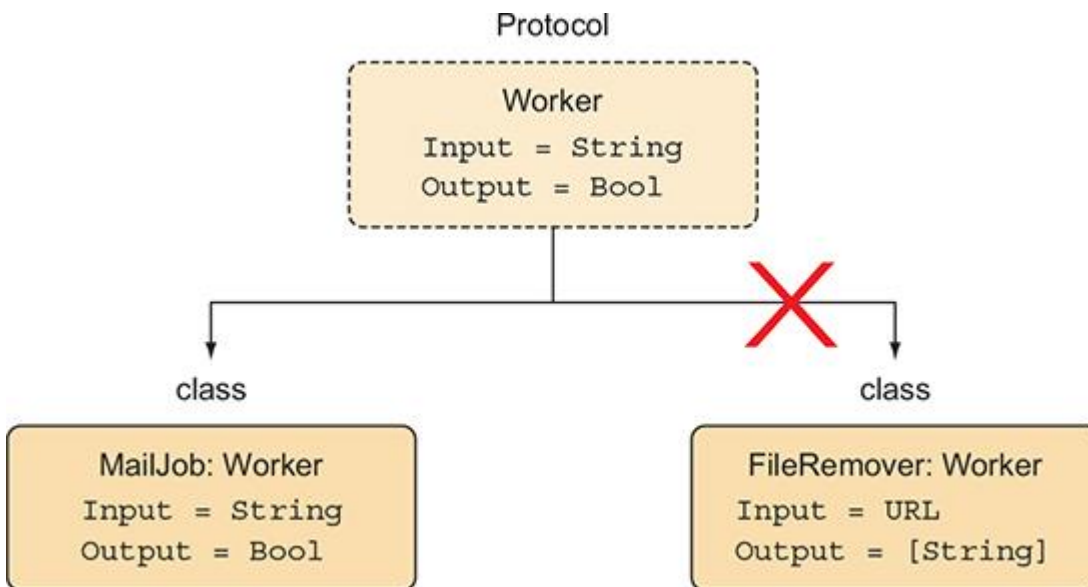 Protocol
Worker
Input = String
Output = Bool
class
MailJob: Worker
Input = String
Output = Bool
class
FileRemover: Worker
Input = URL
Output = [String]